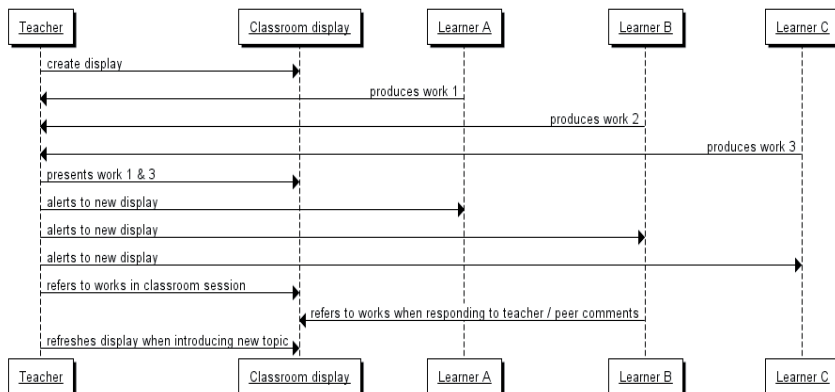 Teacher
Classroom display
Learner A
Learner B
Learner C
create display
produces work 1
produces work 2
produces work 3
presents work 1 & 3
alerts to new display
alerts to new display
alerts to new display
refers to works in classroom session
refers to works when responding to teacher / peer comments
refreshes display when introducing new topic
Teacher
Classroom display
Learner A
Learner B
Learner C